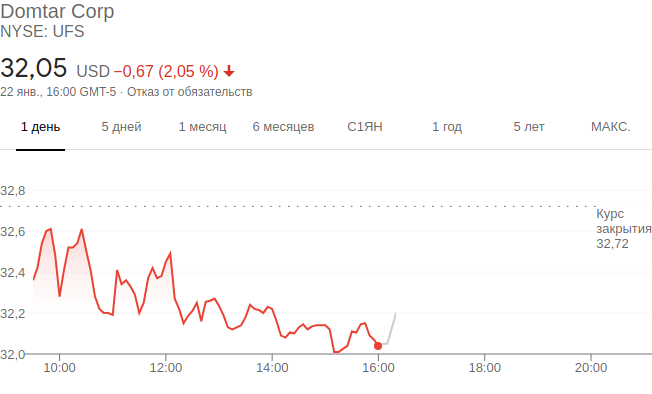 Domtar Corp
NYSE: UFS
32,05 USD −0,67 (2,05 %)
22 янв., 16:00 GMT-5 · Отказ от обязательств
1 день 5 дней 1 месяц 6 месяцев С1ЯН 1 год 5 лет МАКС.
32,8
Курс
закрытия
32,72
32,6
32,4
32,2
32,0
10:00 12:00 14:00 16:00 18:00 20:00